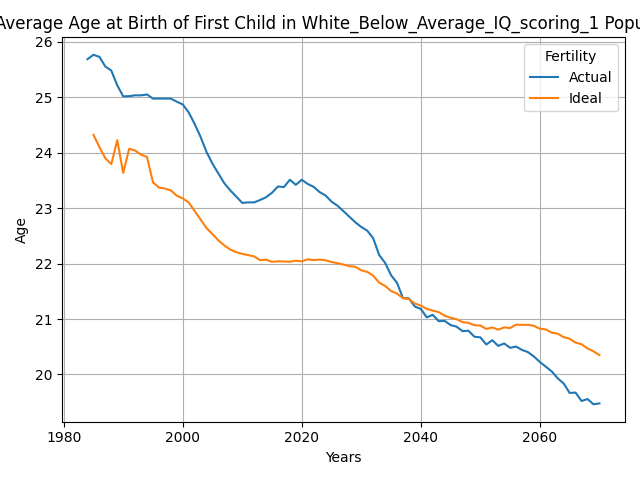 Average Age at Birth of First Child in White_Below_Average_IQ_scoring_1 Popu
26
25
24
23
22
21
20
1980
2000
2020
2040
2060
Age
Years
Fertility
Actual
Ideal